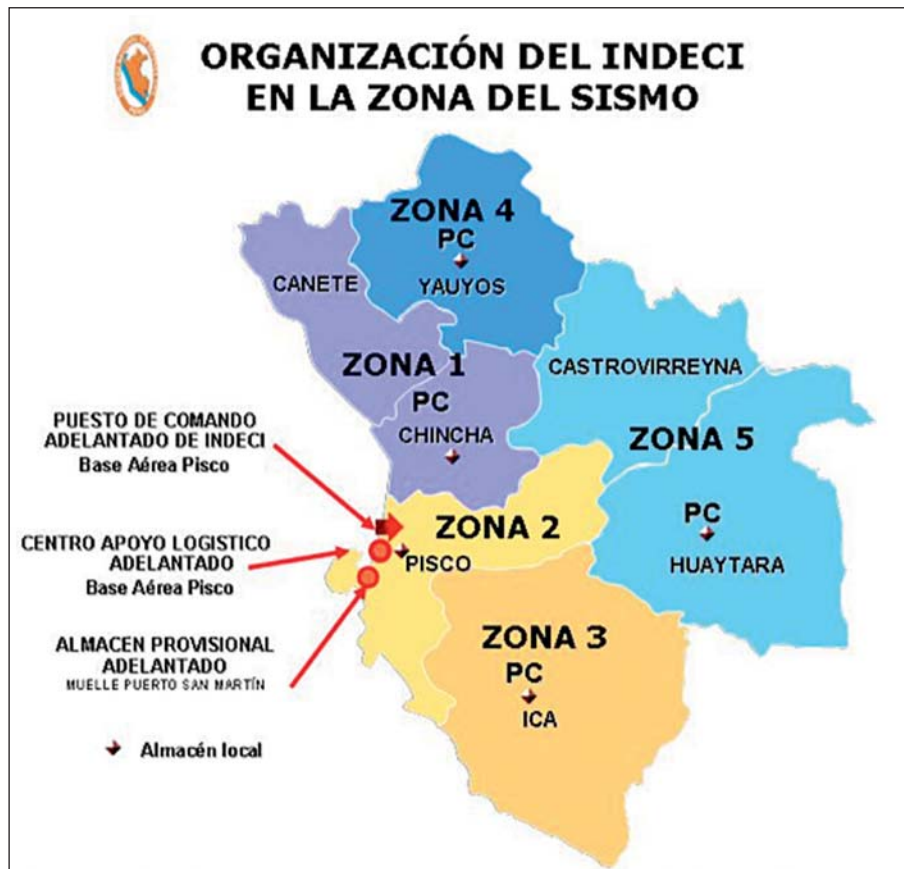 ORGANIZACIÓN DEL INDECI
EN LA ZONA DEL SISMO
ZONA 4
PC
YAUYOS
CANETE
ZONA 1
PC
CHINCHA
CASTROVIRREYNA
ZONA 5
PC
HUAYTARA
PUESTO DE COMANDO
ADELANTADO DE INDECI
Base Aérea Pisco
ZONA 2
PISCO
CENTRO APOYO LOGISTICO
ADELANTADO
Base Aérea Pisco
ALMACEN PROVISIONAL
ADELANTADO
MUELLE PUERTO SAN MARTÍN
ZONA 3
PC
ICA
Almacén local